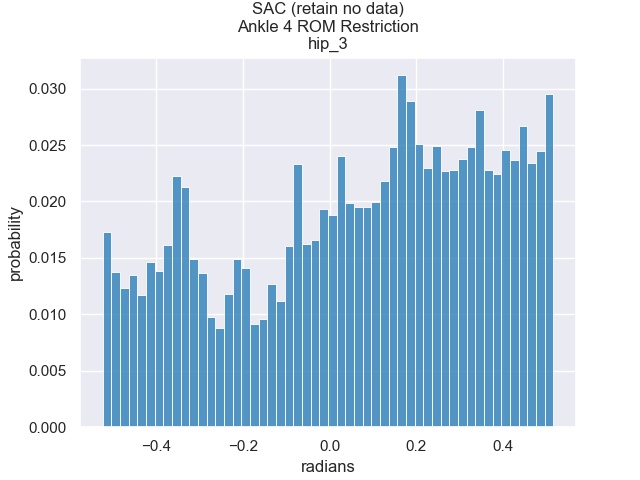 SAC (retain no data)
Ankle 4 ROM Restriction
hip_3
0.030
0.025
0.020
0.015
0.010
0.005
0.000
probability
−0.4 −0.2 0.0 0.2 0.4
radians